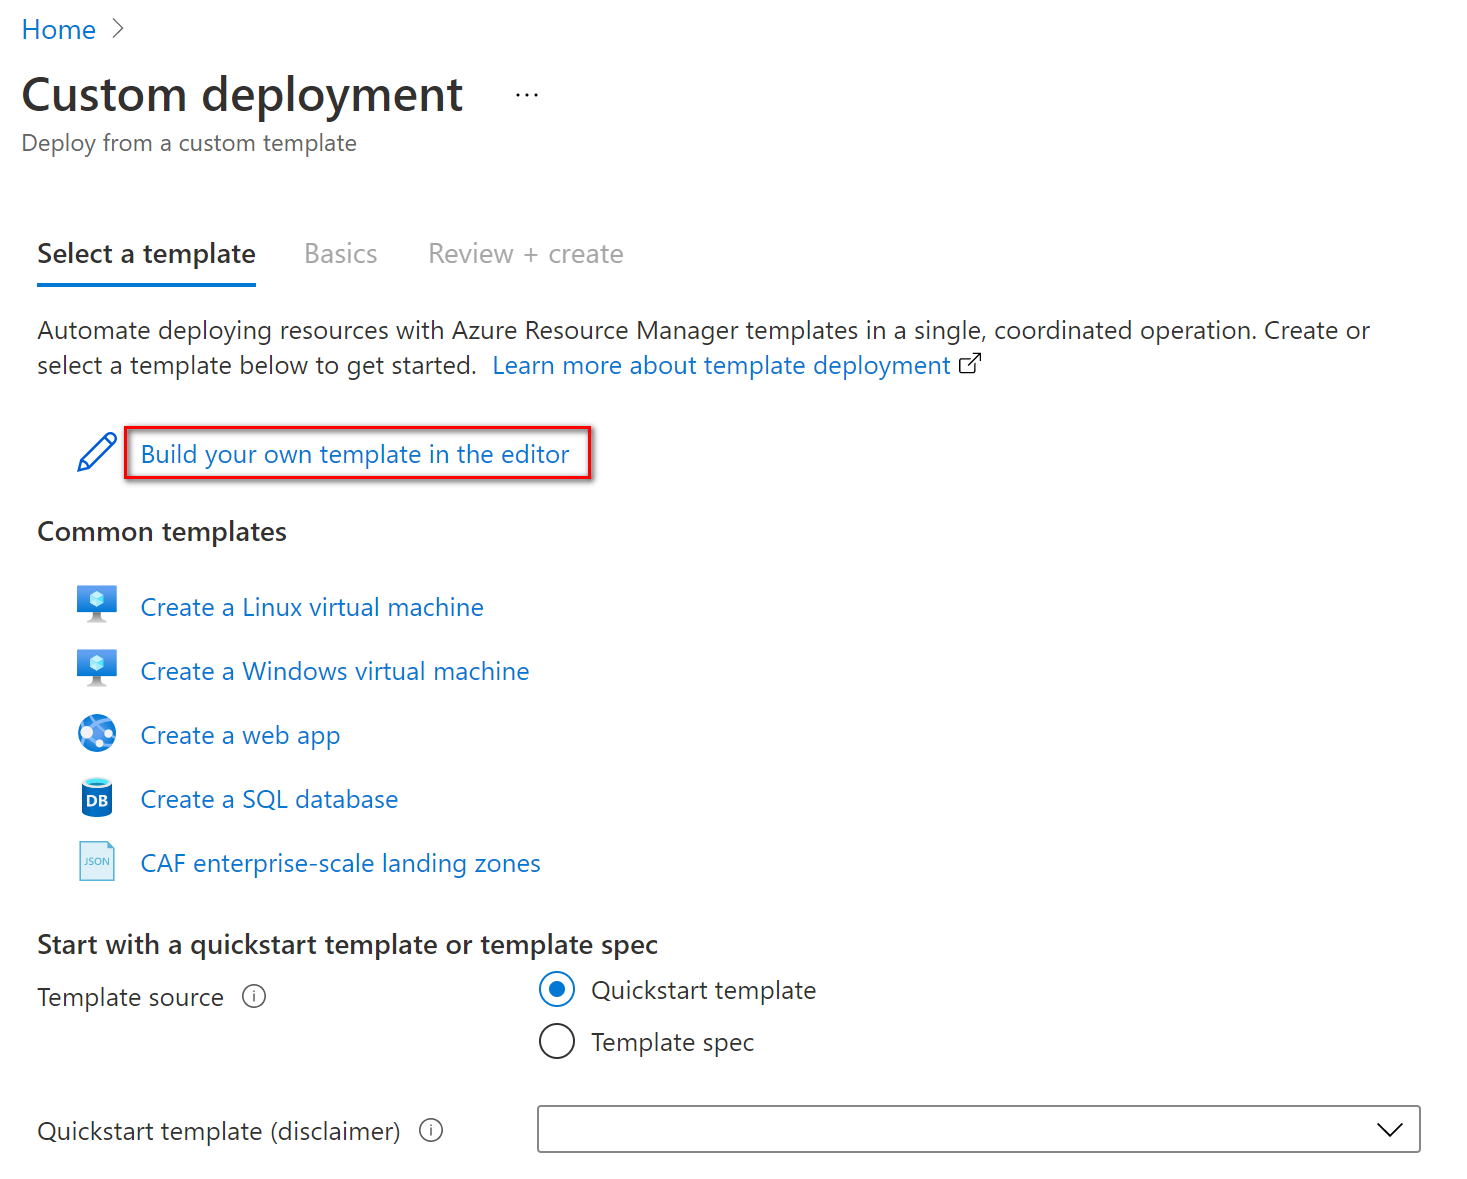 Home
Custom deployment ...
Deploy from a custom template
Select a template Basics Review + create
Automate deploying resources with Azure Resource Manager templates in a single, coordinated operation. Create or
select a template below to get started. Learn more about template deployment
Build your own template in the editor
Common templates
Create a Linux virtual machine
Create a Windows virtual machine
Create a web app
DB Create a SQL database
JSON CAF enterprise-scale landing zones
Start with a quickstart template or template spec
Template source Quickstart template
Template spec
Quickstart template (disclaimer)